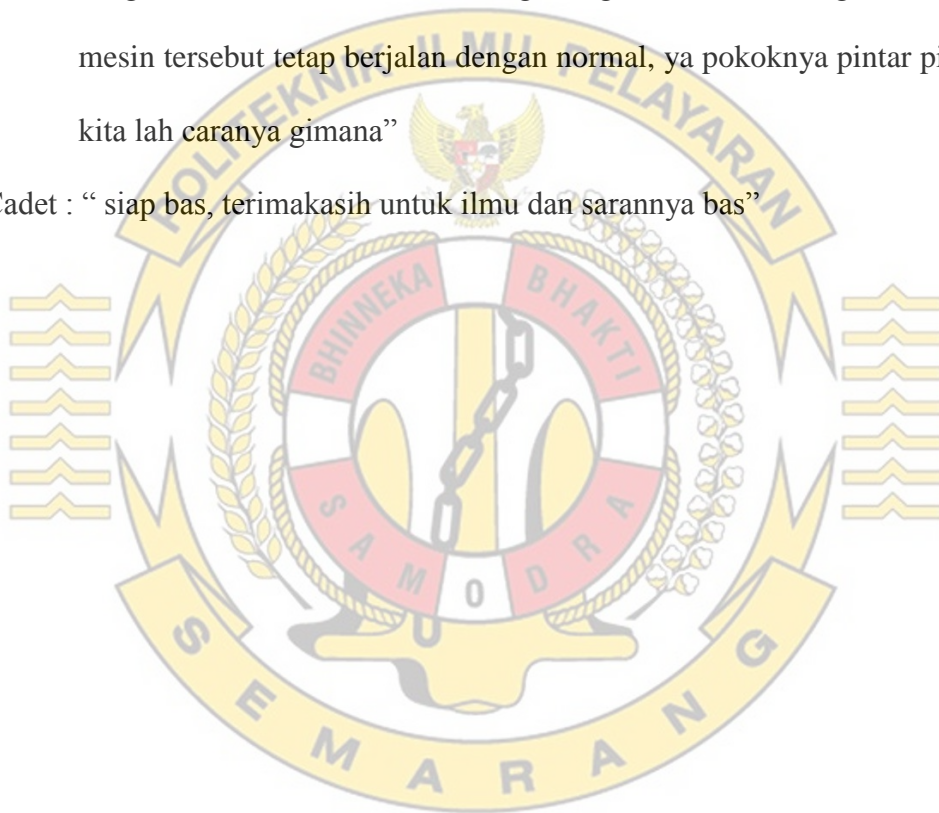 mesin tersebut tetap berjalan dengan normal, ya pokoknya pintar
kita lah caranya gimana”
Cadet : “ siap bas, terimakasih untuk ilmu dan sarannya bas”
POLITEKNIK ILMU PELAYARAN
BHINNEKA BHAKTI
SAMODRA
SEMARANG